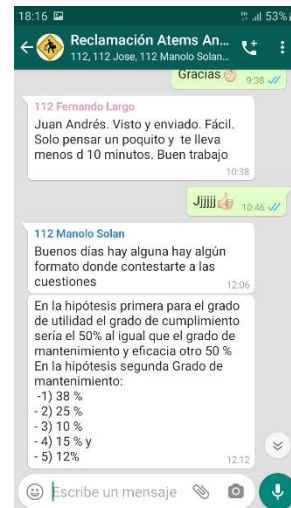 18:16 53%
Reclamación Atems An...
112, 112 Jose, 112 Manolo Solan...
Gracias 👌 9:38
112 Fernando Largo
Juan Andrés. Visto y enviado. Fácil.
Solo pensar un poquito y te lleva
menos d 10 minutos. Buen trabajo
10:38
Jjjjjj👍 10:46
112 Manolo Solan
Buenos días hay alguna hay algún
formato donde contestarte a las
cuestiones 12:06
En la hipótesis primera para el grado
de utilidad el grado de cumplimiento
sería el 50% al igual que el grado de
mantenimiento y eficacia otro 50 %
En la hipótesis segunda Grado de
mantenimiento:
-1) 38 %
- 2) 25 %
- 3) 10 %
- 4) 15 % y
- 5) 12% 12:12
Escribe un mensaje